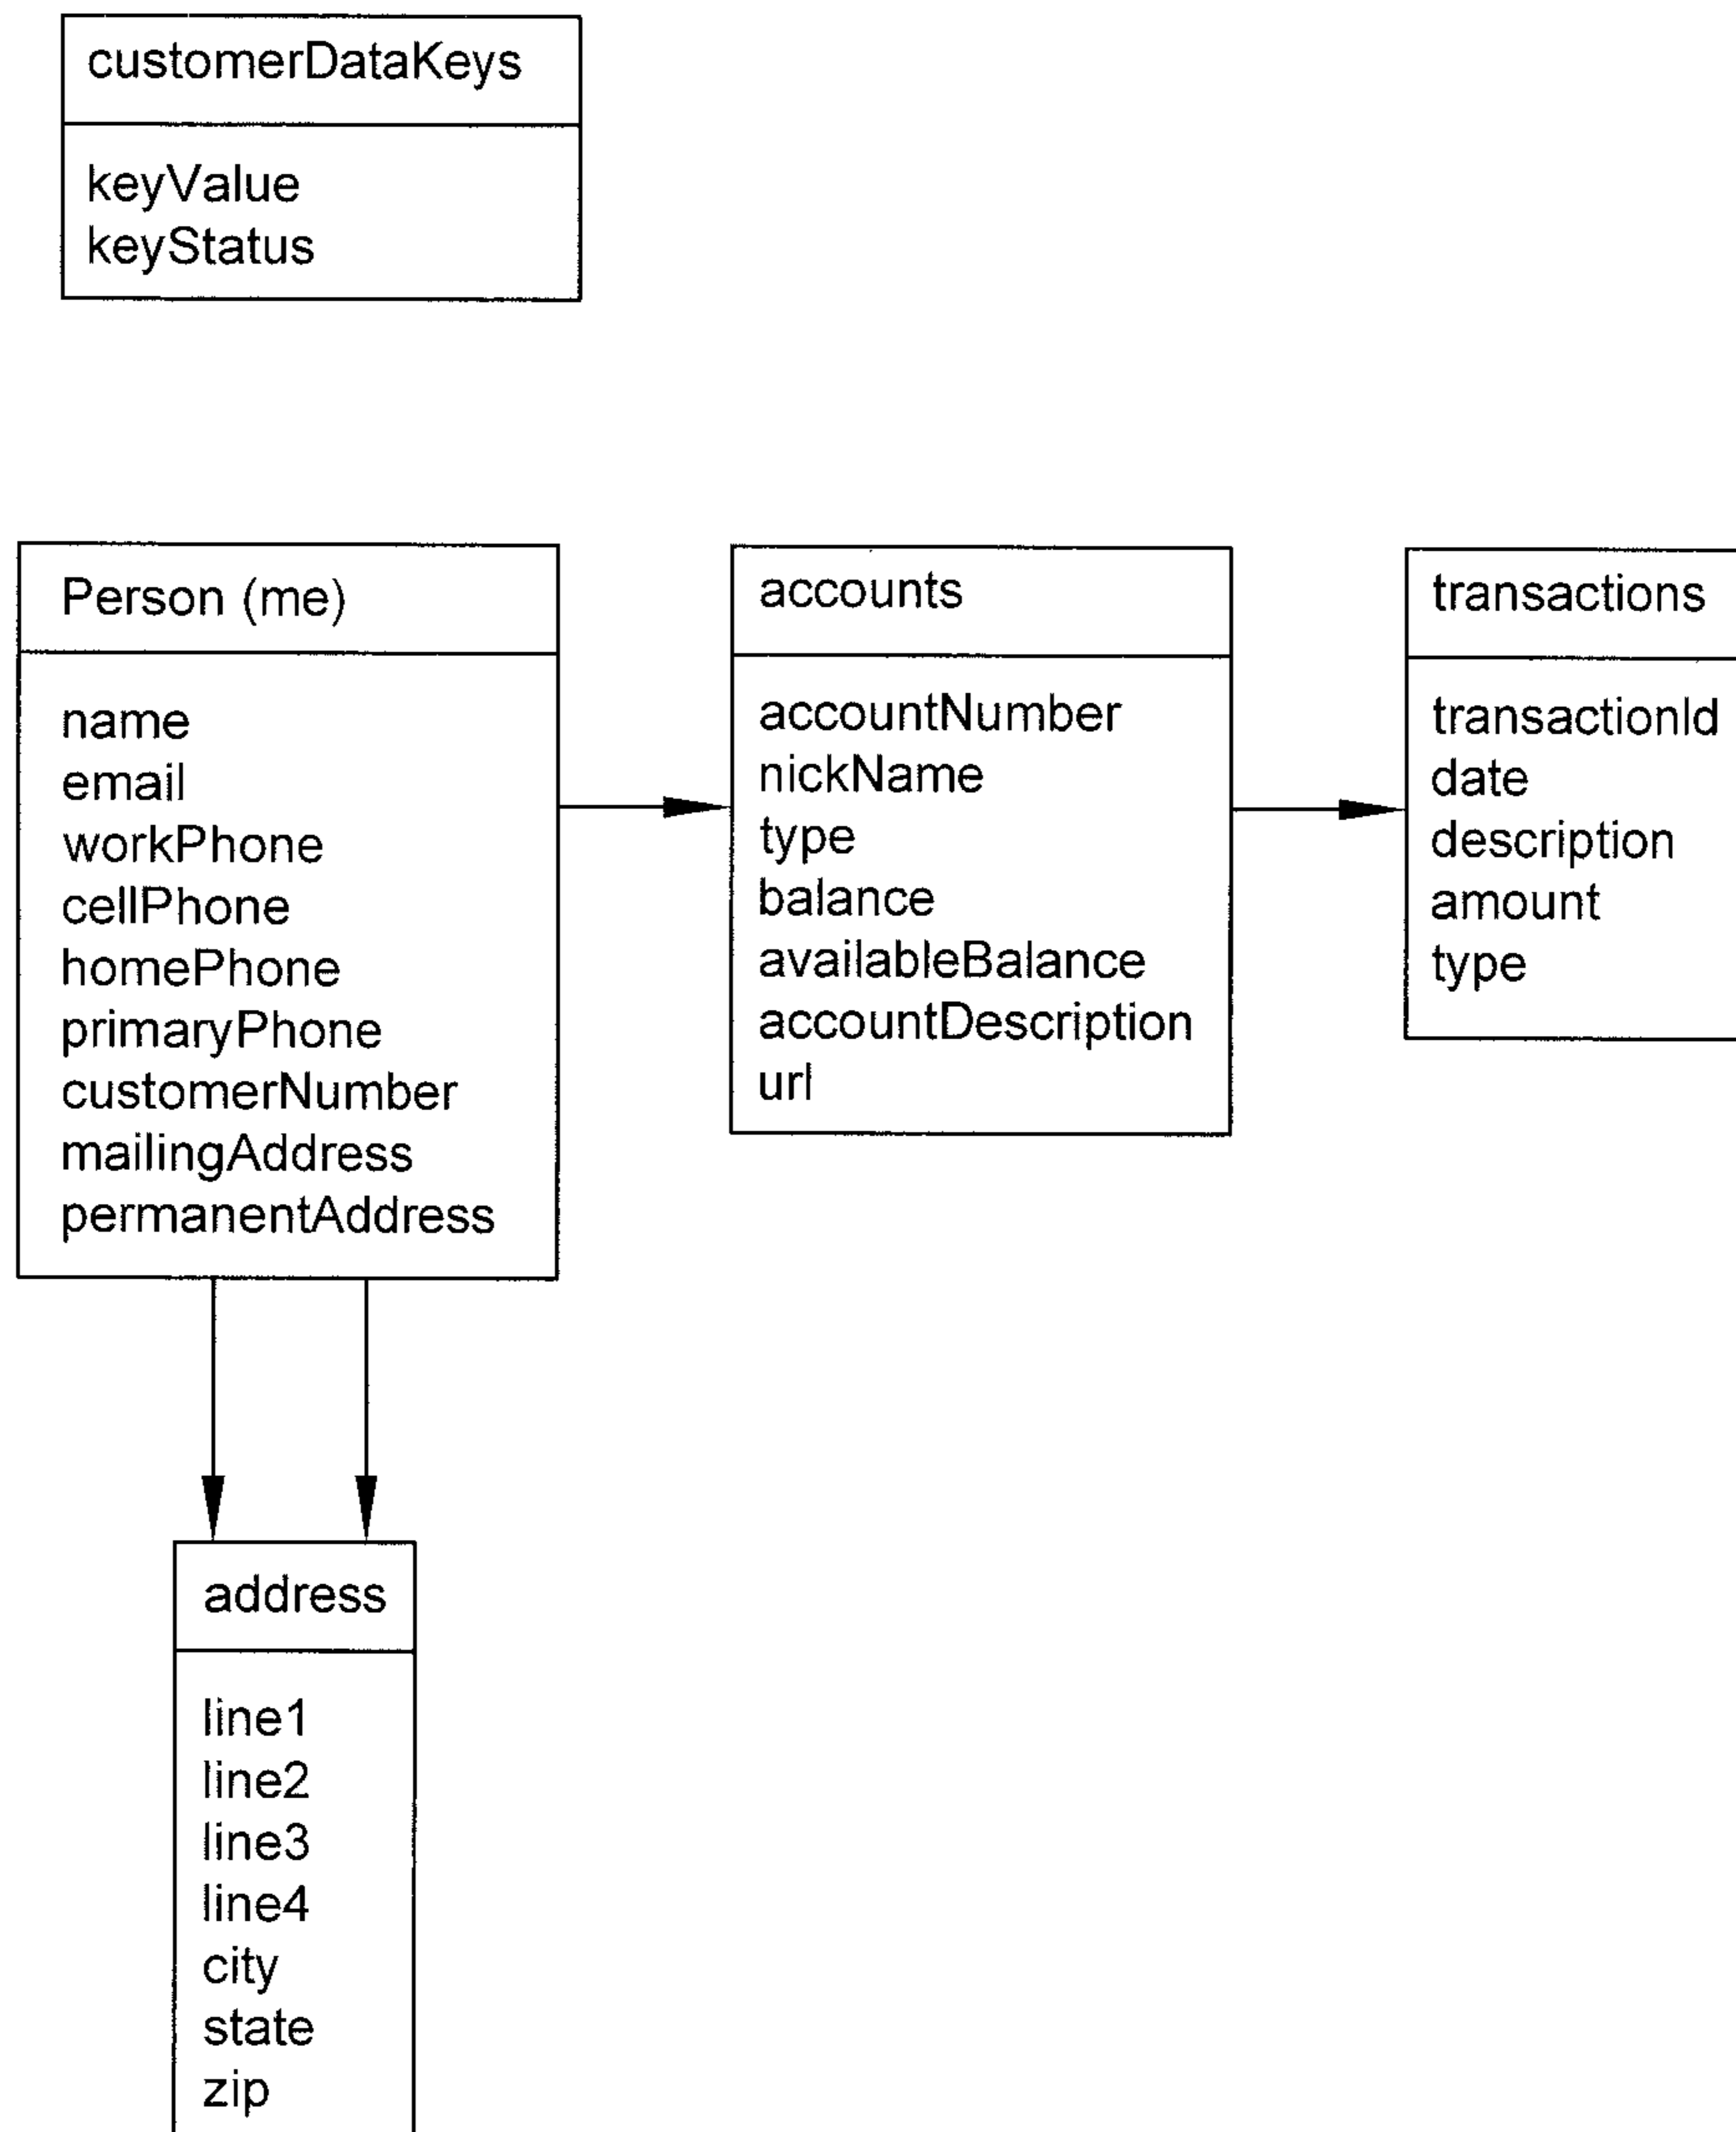 customerDataKeys
keyValue
keyStatus
Person (me)
name
email
workPhone
cellPhone
homePhone
primaryPhone
customerNumber
mailingAddress
permanentAddress
accounts
accountNumber
nickName
type
balance
availableBalance
accountDescription
url
transactions
transactionId
date
description
amount
type
address
line1
line2
line3
line4
city
state
zip